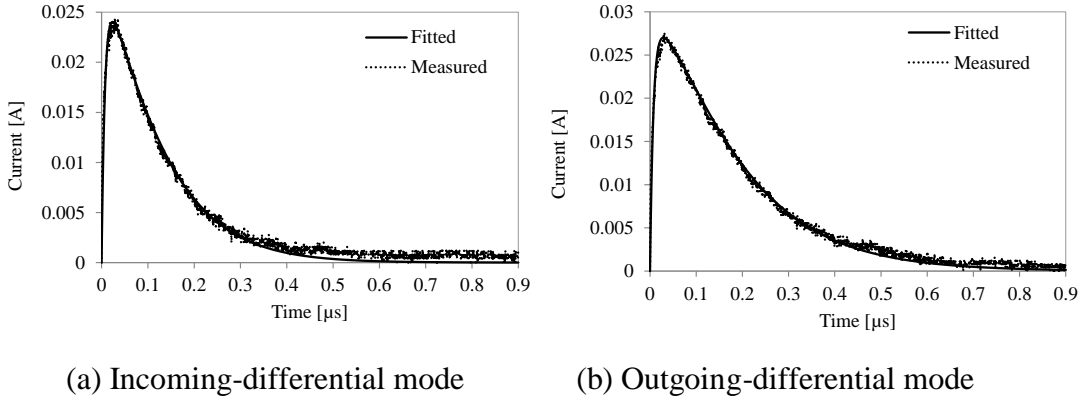 0.025
0.02
0.015
0.01
0.005
0
Current [A]
Fitted
Measured
0 0.1 0.2 0.3 0.4 0.5 0.6 0.7 0.8 0.9
Time [µs]
(a) Incoming-differential mode
0.03
0.025
0.02
0.015
0.01
0.005
0
Current [A]
Fitted
Measured
0 0.1 0.2 0.3 0.4 0.5 0.6 0.7 0.8 0.9
Time [µs]
(b) Outgoing-differential mode